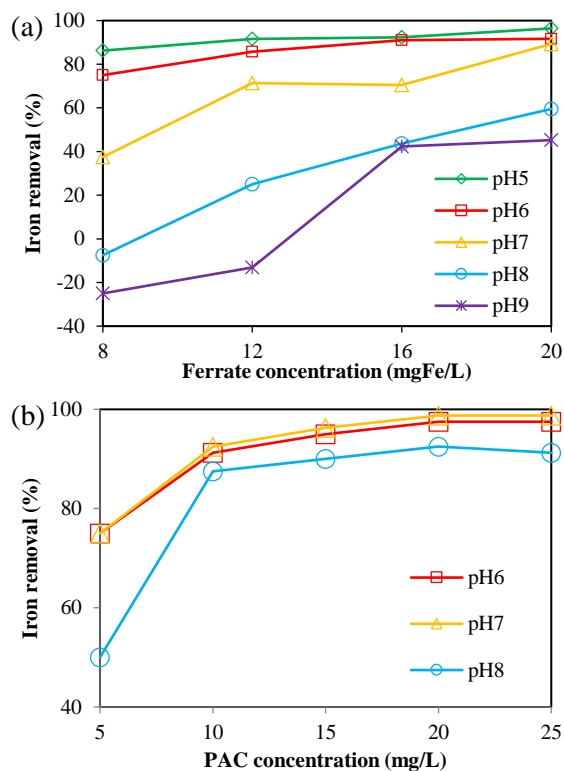 (a)
100
80
60
40
20
0
-20
-40
Iron removal (%)
pH5
pH6
pH7
pH8
pH9
8
12
16
20
Ferrate concentration (mgFe/L)
(b)
100
80
60
40
Iron removal (%)
pH6
pH7
pH8
5
10
15
20
25
PAC concentration (mg/L)